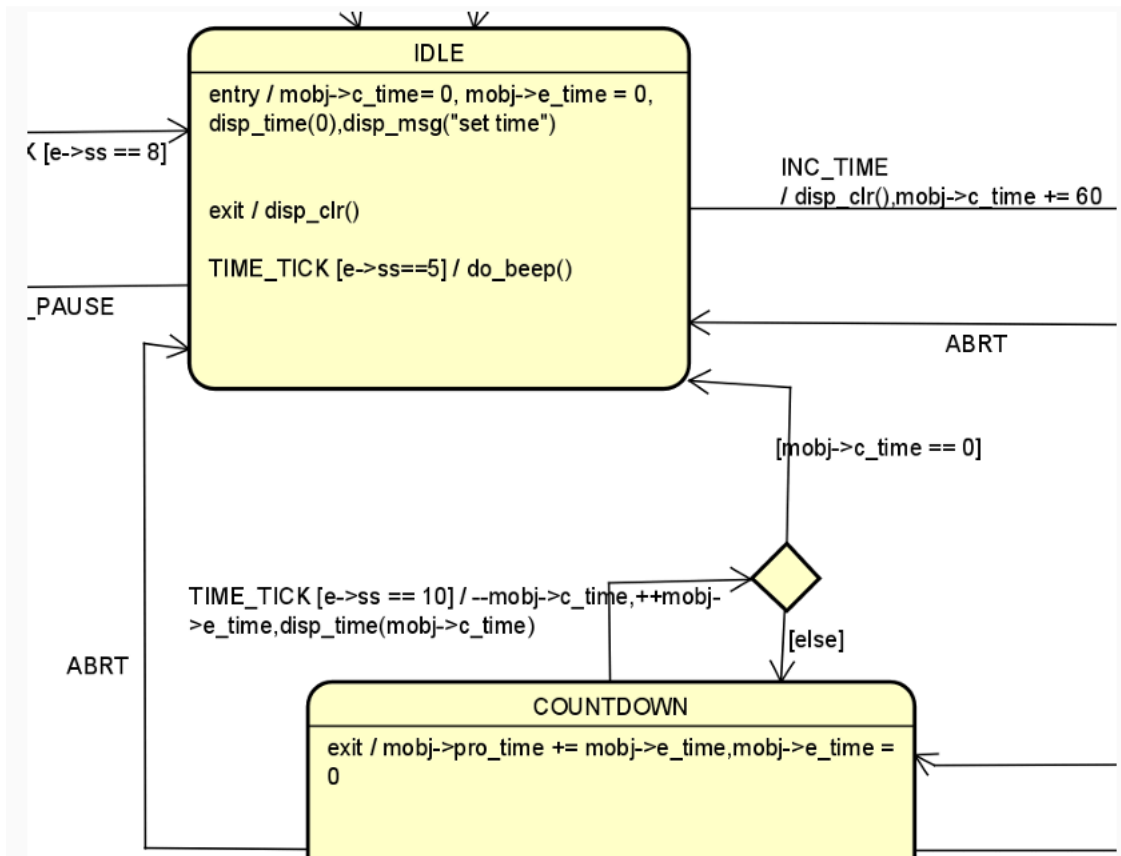 IDLE
entry / mobj->c_time= 0, mobj->e_time = 0,
disp_time(0),disp_msg("set time")
[e->ss == 8]
exit / disp_clr()
TIME_TICK [e->ss==5] / do_beep()
INC_TIME
/ disp_clr(),mobj->c_time += 60
_PAUSE
ABRT
[mobj->c_time == 0]
TIME_TICK [e->ss == 10] / --mobj->c_time,++mobj-
>e_time,disp_time(mobj->c_time)
[else]
ABRT
COUNTDOWN
exit / mobj->pro_time += mobj->e_time,mobj->e_time =
0